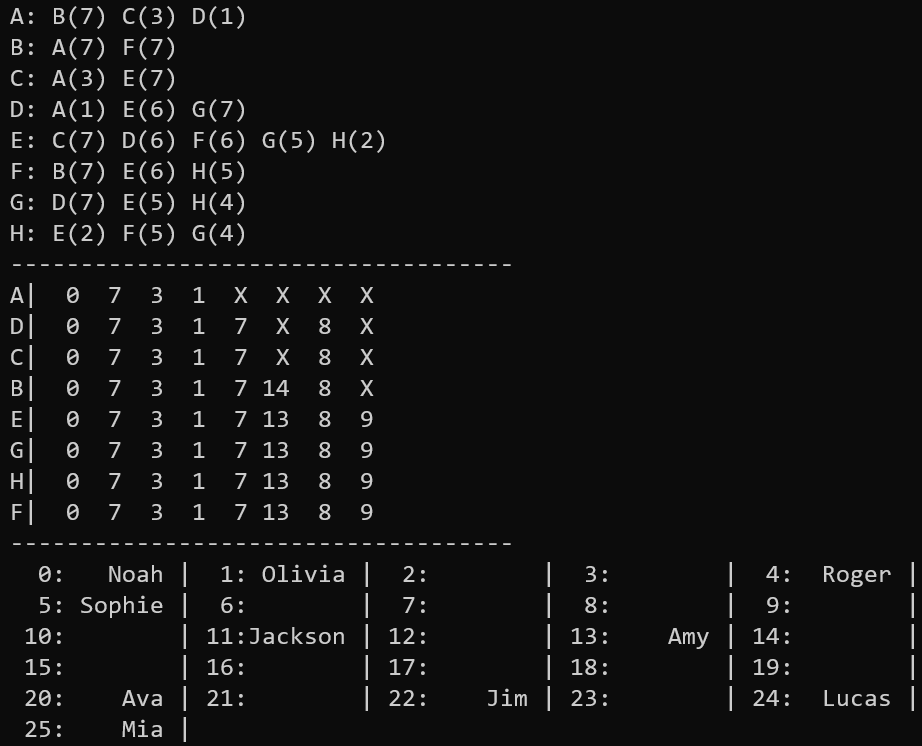 A: B(7) C(3) D(1)
B: A(7) F(7)
C: A(3) E(7)
D: A(1) E(6) G(7)
E: C(7) D(6) F(6) G(5) H(2)
F: B(7) E(6) H(5)
G: D(7) E(5) H(4)
H: E(2) F(5) G(4)
------------------------------------
A|  0  7  3  1  X  X  X  X
D|  0  7  3  1  7  X  8  X
C|  0  7  3  1  7  X  8  X
B|  0  7  3  1  7 14  8  X
E|  0  7  3  1  7 13  8  9
G|  0  7  3  1  7 13  8  9
H|  0  7  3  1  7 13  8  9
F|  0  7  3  1  7 13  8  9
------------------------------------
  0:   Noah |  1: Olivia |  2:        |  3:        |  4:  Roger |
  5: Sophie |  6:        |  7:        |  8:        |  9:        |
 10:        | 11:Jackson | 12:        | 13:    Amy | 14:        |
 15:        | 16:        | 17:        | 18:        | 19:        |
 20:    Ava | 21:        | 22:    Jim | 23:        | 24:  Lucas |
 25:    Mia |